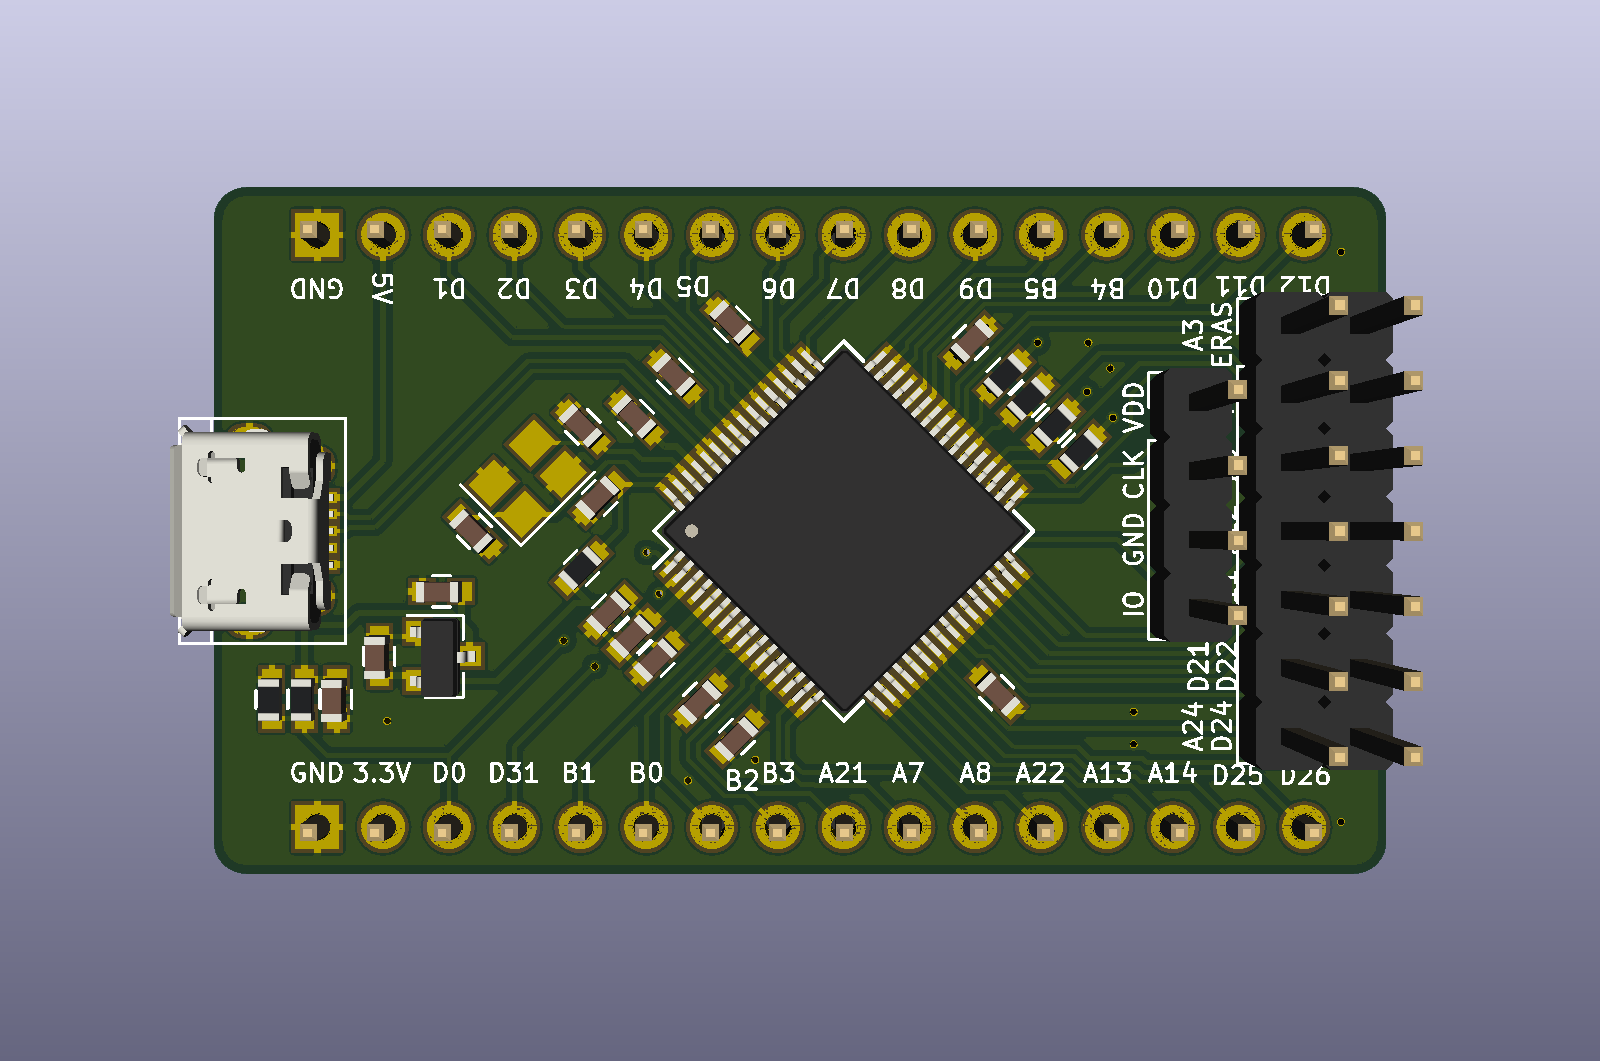 GND 5V D1 D2 D3 D4 D5 D6 D7 D8 D9 B5 B4 D10 D11 D12
A3
ERAS
VDD
CLK
GND
IO
D21
D22
A24
D24
GND 3.3V D0 D31 B1 B0 B2 B3 A21 A7 A8 A22 A13 A14 D25 D26